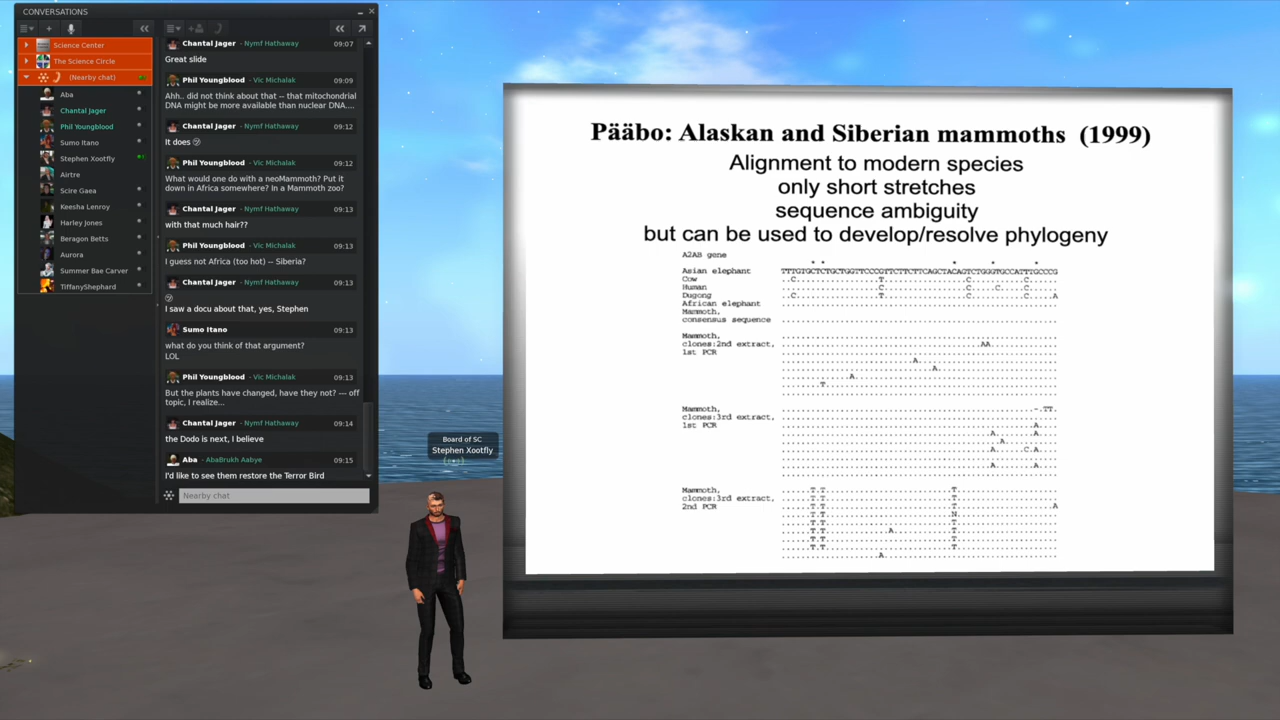 CONVERSATIONS
Science Center
The Science Circle
(Nearby chat)
Aba
Chantal Jager
Phil Youngblood
Sumo Itano
Stephen Xootfly
Airtre
Scire Gaea
Keesha Lenroy
Harley Jones
Beragon Betts
Aurora
Summer Bae Carver
TiffanyShephard
Chantal Jager - Nymf Hathaway 09:07
Great slide
Phil Youngblood - Vic Michalak 09:09
Ahh.. did not think about that -- that mitochondrial
DNA might be more available than nuclear DNA....
Chantal Jager - Nymf Hathaway 09:12
It does
Phil Youngblood - Vic Michalak 09:12
What would one do with a neoMammoth? Put it
down in Africa somewhere? In a Mammoth zoo?
Chantal Jager - Nymf Hathaway 09:13
with that much hair??
Phil Youngblood - Vic Michalak 09:13
I guess not Africa (too hot) -- Siberia?
Chantal Jager - Nymf Hathaway 09:13
I saw a docu about that, yes, Stephen
Sumo Itano 09:13
what do you think of that argument?
LOL
Phil Youngblood - Vic Michalak 09:13
But the plants have changed, have they not? --- off
topic, I realize...
Chantal Jager - Nymf Hathaway 09:14
the Dodo is next, I believe
Aba - AbaBrukh Aabye 09:15
I'd like to see them restore the Terror Bird
Nearby chat
Board of SC
Stephen Xootfly
Pääbo: Alaskan and Siberian mammoths (1999)
Alignment to modern species
only short stretches
sequence ambiguity
but can be used to develop/resolve phylogeny
A2AB gene
Asian elephant
Cow
Human
Dugong
African elephant
Mammoth,
consensus sequence
Mammoth,
clones:2nd extract,
1st PCR
Mammoth,
clones:3rd extract,
1st PCR
Mammoth,
clones:3rd extract,
2nd PCR